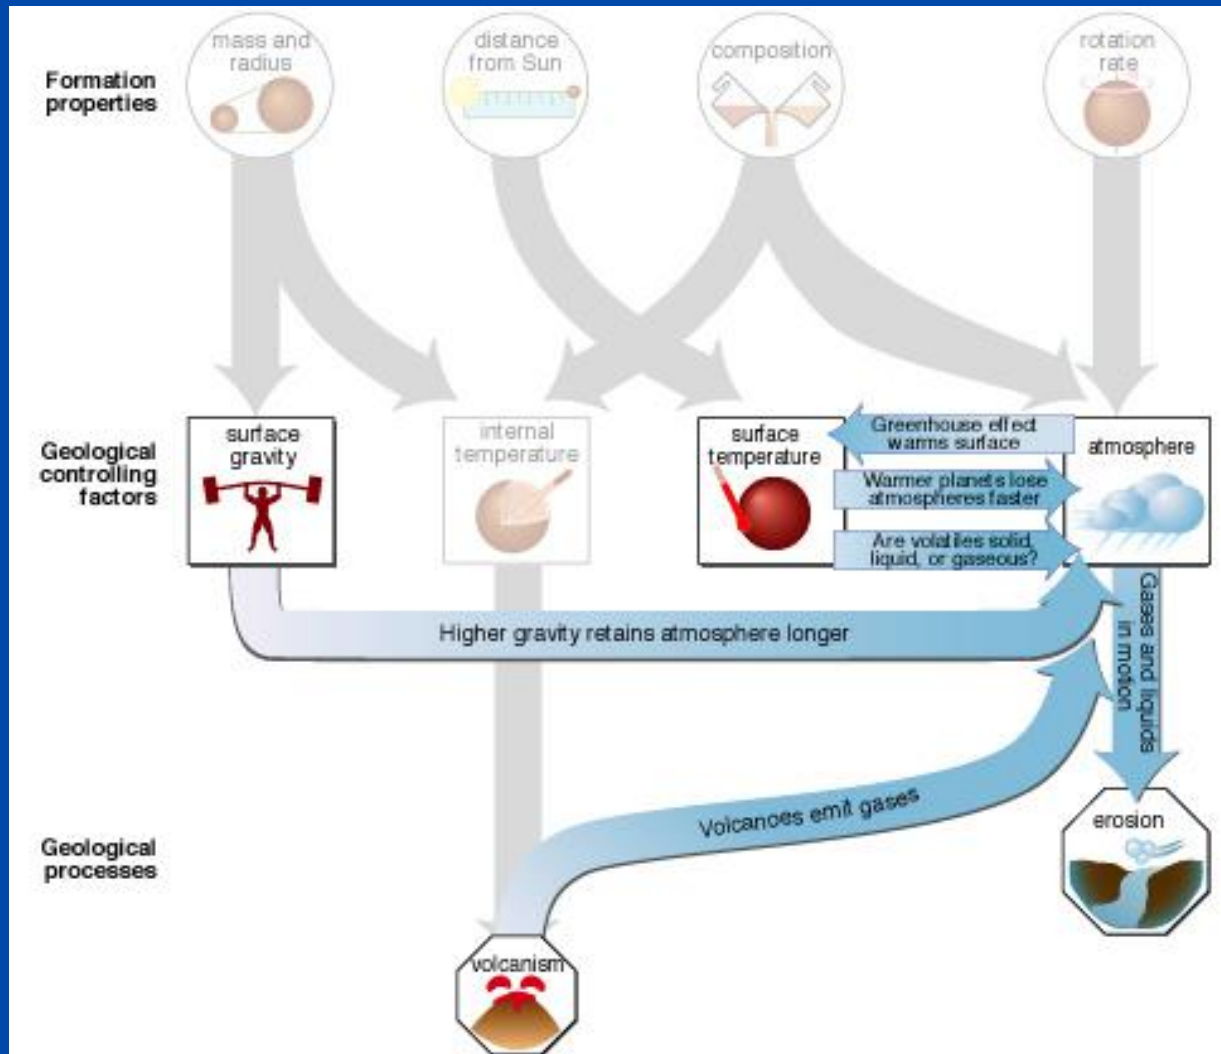 Formation
properties
mass and
radius
distance
from Sun
composition
rotation
rate
Geological
controlling
factors
surface
gravity
internal
temperature
surface
temperature
Greenhouse effect
warms surface
Warmer planets lose
atmospheres faster
Are volatiles solid,
liquid, or gaseous?
atmosphere
Higher gravity retains atmosphere longer
Gases and liquids
in motion
Volcanoes emit gases
Geological
processes
erosion
volcanism